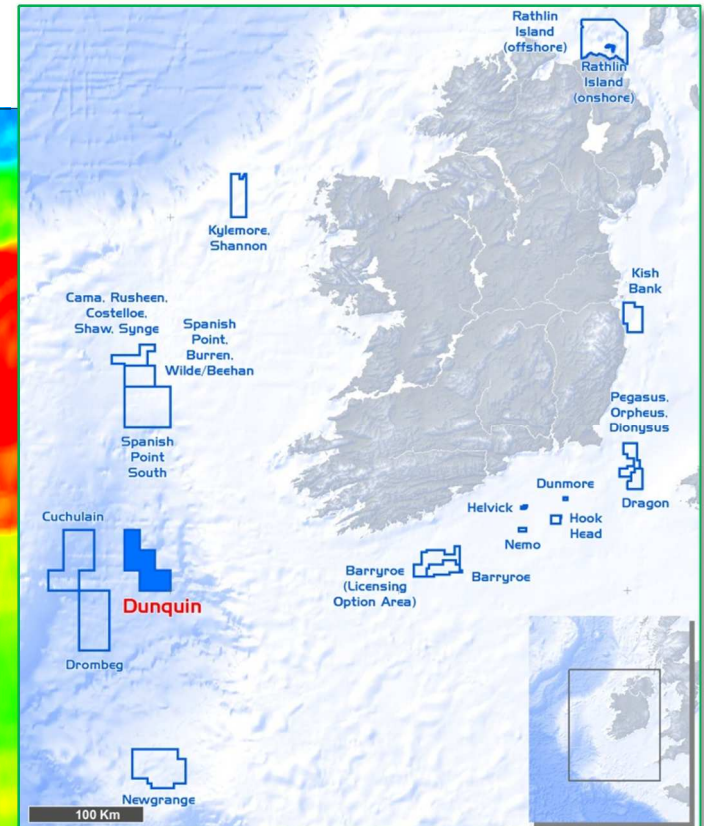 Rathlin
Island
(offshore)
Rathlin
Island
(onshore)
Kylemore,
Shannon
Kish
Bank
Cama, Rusheen,
Costelloe,
Shaw, Synge
Spanish
Point,
Burren,
Wilde/Beehan
Spanish
Point
South
Pegasus,
Orpheus,
Dionysus
Dragon
Dunmore
Helvick
Hook
Head
Nemo
Cuchulain
Dunquin
Barryroe
(Licensing
Option Area)
Barryroe
Drombeg
Newgrange
100 Km